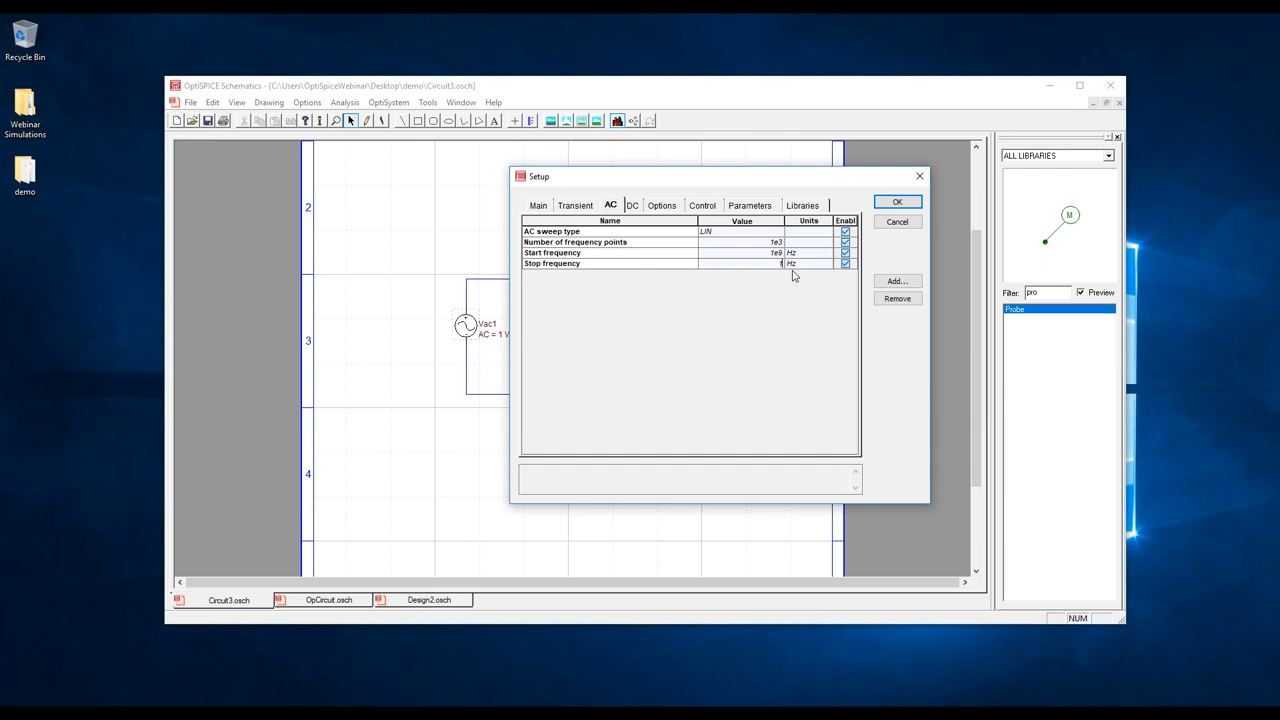 Recycle Bin
Webinar
Simulations
demo
OptiSPICE Schematics - [C:\Users\OptiSpiceWebinar\Desktop\demo\Circuit3.osch]
File Edit View Drawing Options Analysis OptiSystem Tools Window Help
2
3
4
Vac1
AC = 1 V
Setup
Main Transient AC DC Options Control Parameters Libraries
Name Value Units Enabl
AC sweep type LIN
Number of frequency points 1e3
Start frequency 1e9 Hz
Stop frequency 1 Hz
OK
Cancel
Add...
Remove
ALL LIBRARIES
M
Filter: pro Preview
Probe
Circuit3.osch OpCircuit.osch Design2.osch
NUM